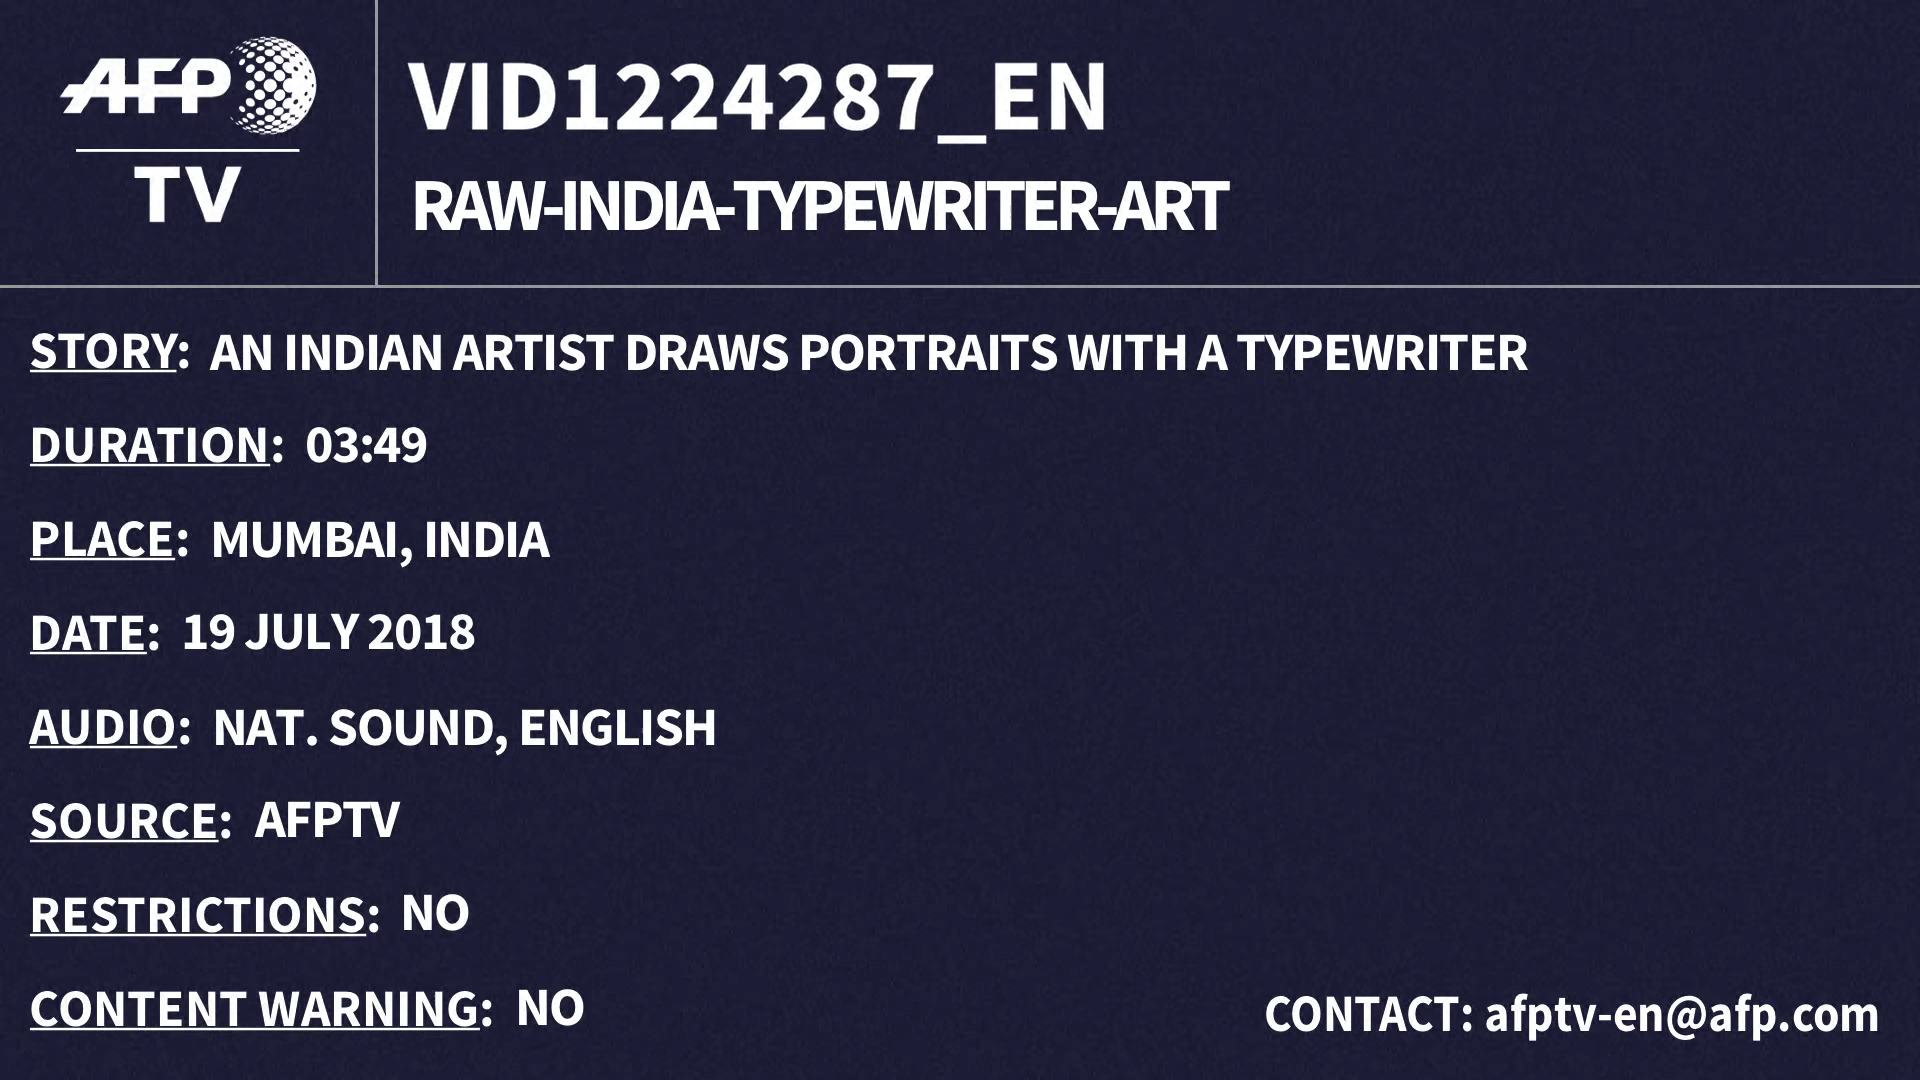 AFP
TV
VID1224287_EN
RAW-INDIA-TYPEWRITER-ART
STORY: AN INDIAN ARTIST DRAWS PORTRAITS WITH A TYPEWRITER
DURATION: 03:49
PLACE: MUMBAI, INDIA
DATE: 19 JULY 2018
AUDIO: NAT. SOUND, ENGLISH
SOURCE: AFPTV
RESTRICTIONS: NO
CONTENT WARNING: NO
CONTACT: afptv-en@afp.com